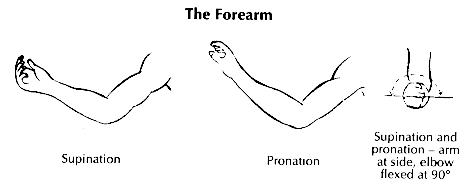 The Forearm
Supination
Pronation
Supination and
pronation – arm
at side, elbow
flexed at 90°